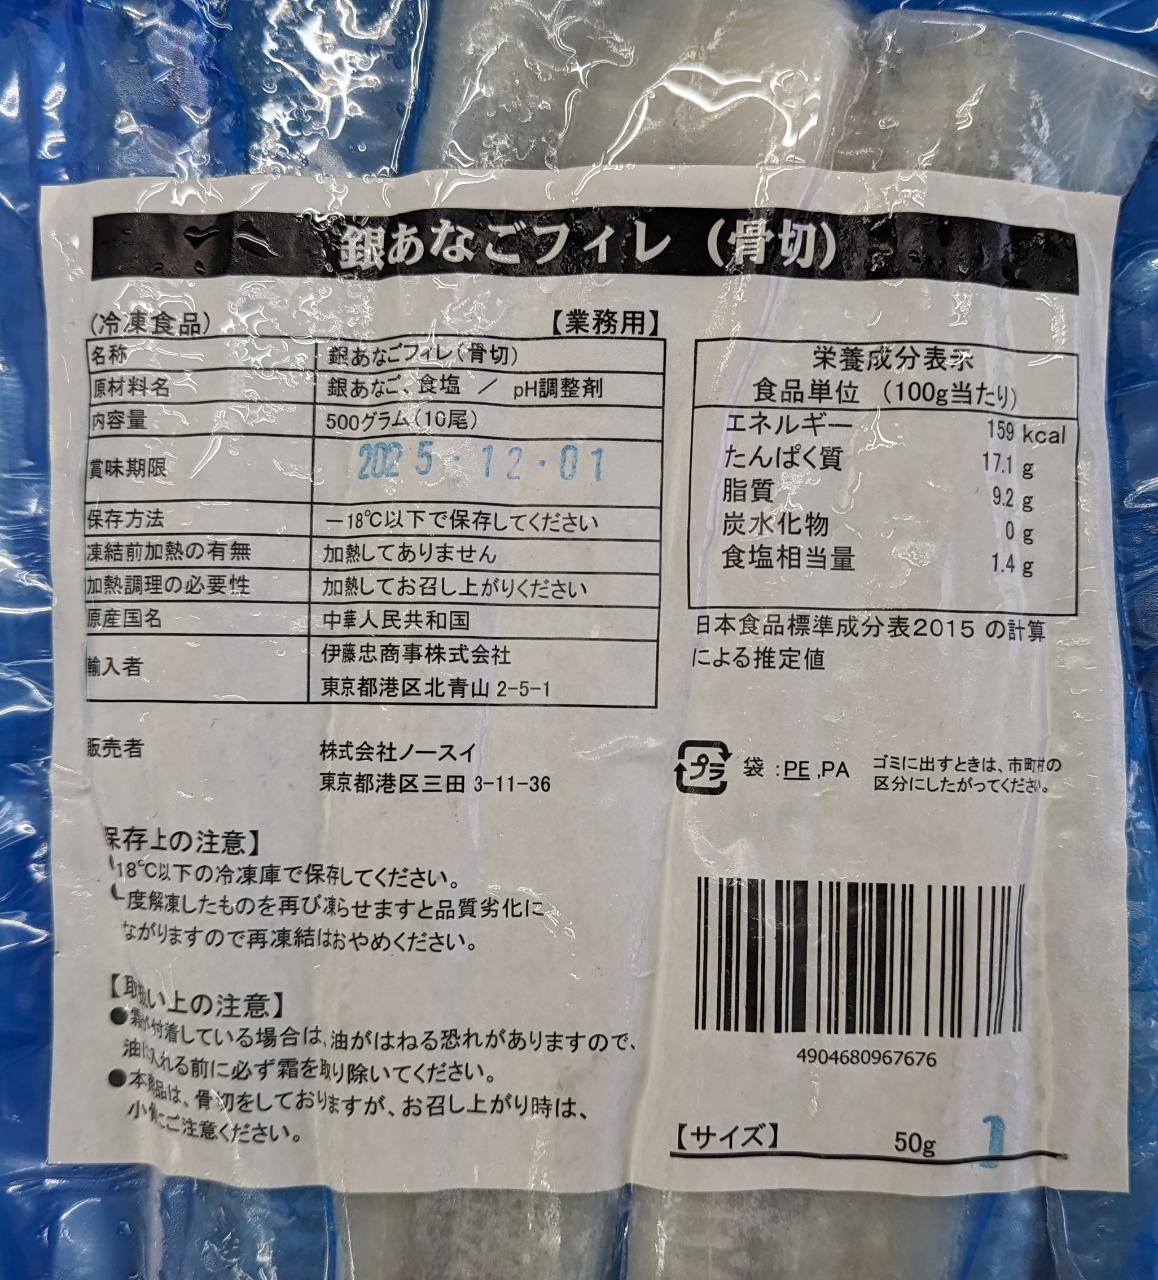 銀あなごフィレ（骨切）
（冷凍食品）【業務用】
名称 銀あなごフィレ（骨切）
原材料名 銀あなご、食塩 ／ pH調整剤
内容量 500グラム（10尾）
賞味期限 2025・12・01
保存方法 －18℃以下で保存してください
凍結前加熱の有無 加熱してありません
加熱調理の必要性 加熱してお召し上がりください
原産国名 中華人民共和国
輸入者 伊藤忠商事株式会社
東京都港区北青山 2-5-1
販売者 株式会社ノースイ
東京都港区三田 3-11-36
保存上の注意】
18℃以下の冷凍庫で保存してください。
度解凍したものを再び凍らせますと品質劣化に
ながりますので再凍結はおやめください。
【取扱い上の注意】
●霜が付着している場合は、油がはねる恐れがありますので、
油に入れる前に必ず霜を取り除いてください。
●本商品は、骨切をしておりますが、お召し上がり時は、
小骨にご注意ください。
栄養成分表示
食品単位 （100g当たり）
エネルギー 159 kcal
たんぱく質 17.1 g
脂質 9.2 g
炭水化物 0 g
食塩相当量 1.4 g
日本食品標準成分表2015 の計算
による推定値
プラ 袋 :PE ,PA ゴミに出すときは、市町村の
区分にしたがってください。
4904680967676
【サイズ】 50g 1